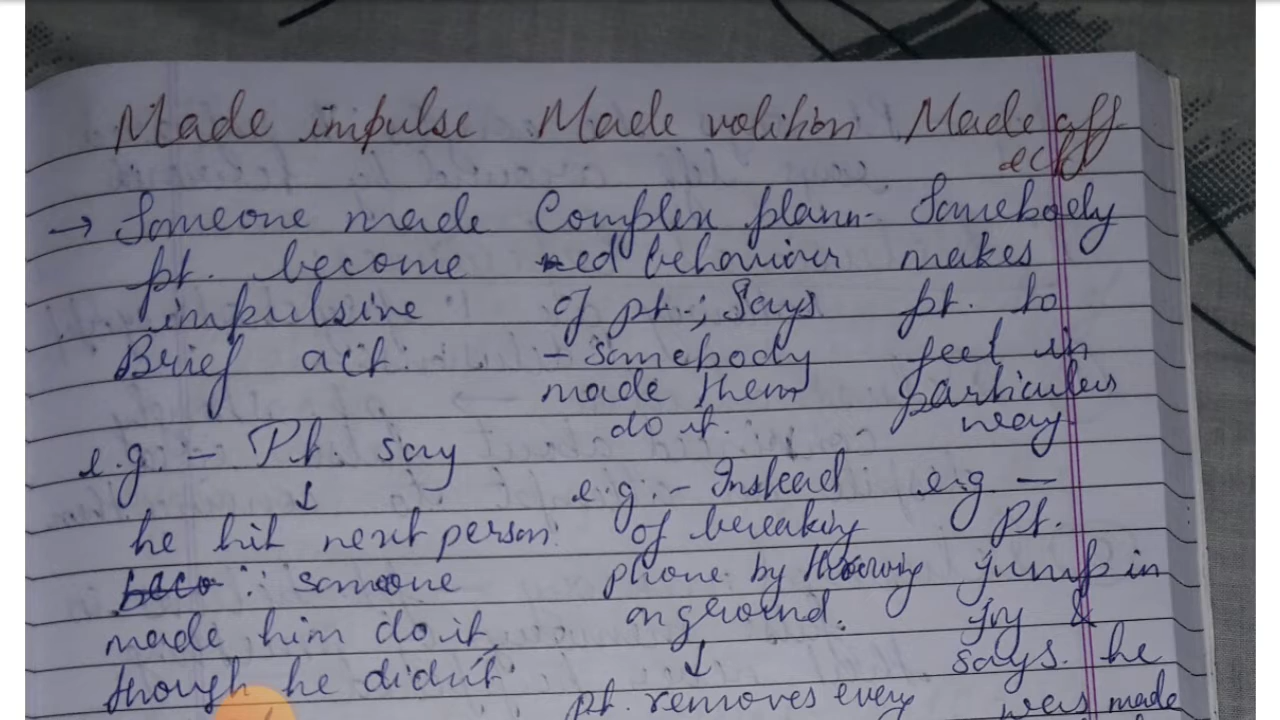 Made impulse
→ Someone made
pt. become
impulsive
Brief act.
e.g. – Pt. say
↓
he hit next person
∵ someone
made him do it
though he didn't
Made volition
Complex plann-
ed behaviour
of pt.; Says
– somebody
made them
do it.
e.g. – Instead
of breaking
phone by throwing
on ground.
↓
pt. removes every
Made aff
ect
Somebody
makes
pt. to
feel in
particular
way
e.g –
Pt.
jump in
joy &
says he
was made